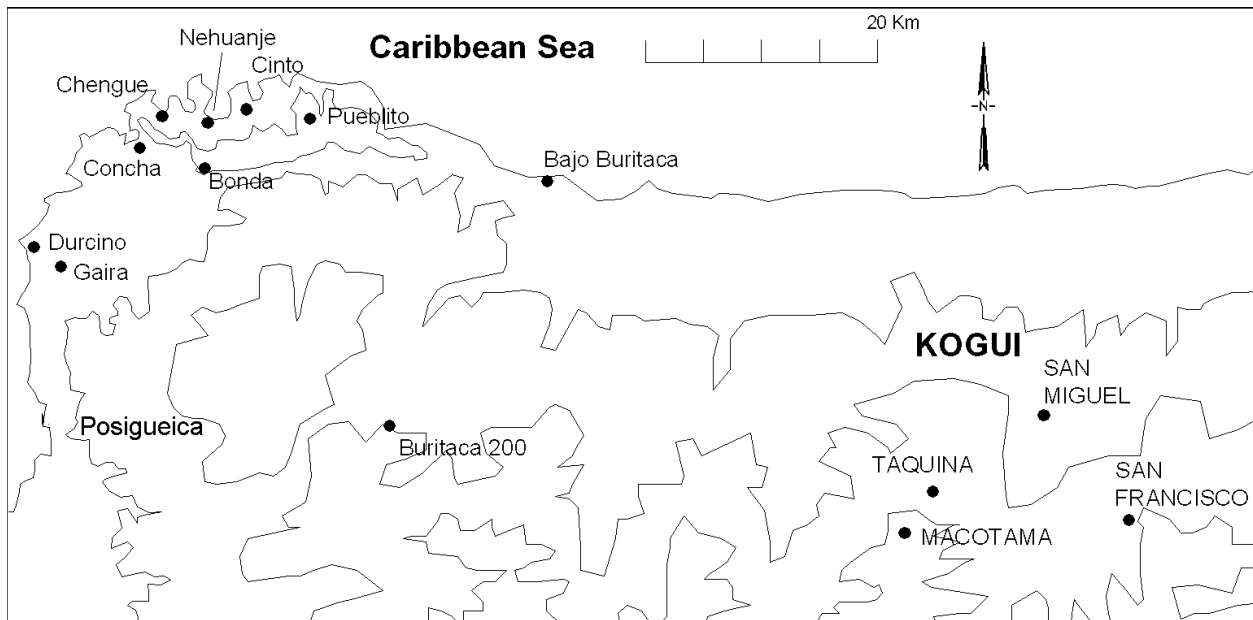 20 Km
Nehuanje
Caribbean Sea
Cinto
Chengue
N
Pueblito
Concha
Bajo Buritaca
Bonda
Durcino
Gaira
KOGUI
SAN
MIGUEL
Posigueica
Buritaca 200
TAQUINA
SAN
FRANCISCO
MACOTAMA